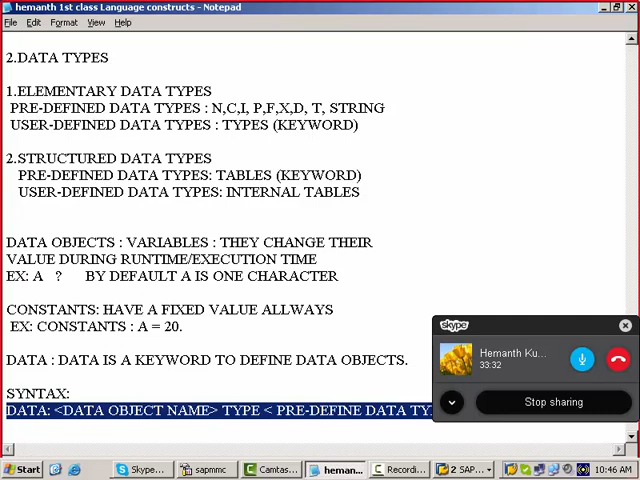 hemanth 1st class Language constructs - Notepad
File Edit Format View Help
2.DATA TYPES
1.ELEMENTARY DATA TYPES
PRE-DEFINED DATA TYPES : N,C,I, P,F,X,D, T, STRING
USER-DEFINED DATA TYPES : TYPES (KEYWORD)
2.STRUCTURED DATA TYPES
PRE-DEFINED DATA TYPES: TABLES (KEYWORD)
USER-DEFINED DATA TYPES: INTERNAL TABLES
DATA OBJECTS : VARIABLES : THEY CHANGE THEIR
VALUE DURING RUNTIME/EXECUTION TIME
EX: A ? BY DEFAULT A IS ONE CHARACTER
CONSTANTS: HAVE A FIXED VALUE ALLWAYS
EX: CONSTANTS : A = 20.
DATA : DATA IS A KEYWORD TO DEFINE DATA OBJECTS.
SYNTAX:
DATA: <DATA OBJECT NAME> TYPE < PRE-DEFINE DATA TY
skype
Hemanth Ku...
33:32
Stop sharing
Start Skype... sapmmc Camtas... heman... Recordi... 2 SAP... 10:46 AM